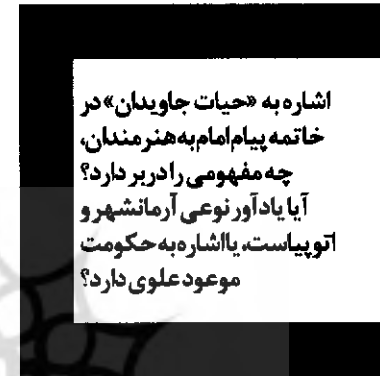 اشاره به «حیات جاویدان» در
خاتمه پیام امام به هنرمندان،
چه مفهومی را در بر دارد؟
آیا یادآور نوعی آرمانشهر و
اتوپیاست، یا اشاره به حکومت
موعود علوی دارد؟